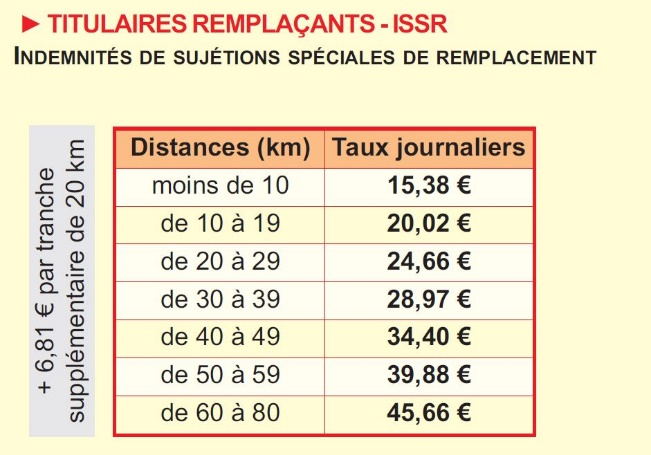 ► TITULAIRES REMPLAÇANTS - ISSR
INDEMNITÉS DE SUJÉTIONS SPÉCIALES DE REMPLACEMENT
+ 6,81 € par tranche
supplémentaire de 20 km
Distances (km) Taux journaliers
moins de 10 15,38 €
de 10 à 19 20,02 €
de 20 à 29 24,66 €
de 30 à 39 28,97 €
de 40 à 49 34,40 €
de 50 à 59 39,88 €
de 60 à 80 45,66 €